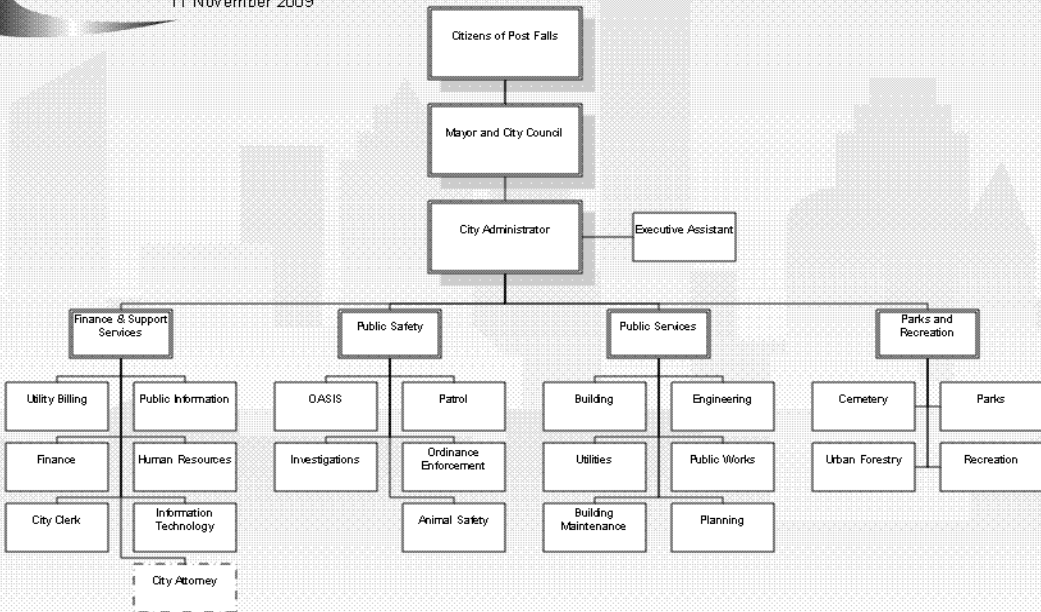 11 November 2009
Citizens of Post Falls
Mayor and City Council
City Administrator
Executive Assistant
Finance & Support
Services
Public Safety
Public Services
Parks and
Recreation
Utility Billing
Public Information
OASIS
Patrol
Building
Engineering
Cemetery
Parks
Finance
Human Resources
Investigations
Ordinance
Enforcement
Utilities
Public Works
Urban Forestry
Recreation
City Clerk
Information
Technology
Animal Safety
Building
Maintenance
Planning
City Attorney